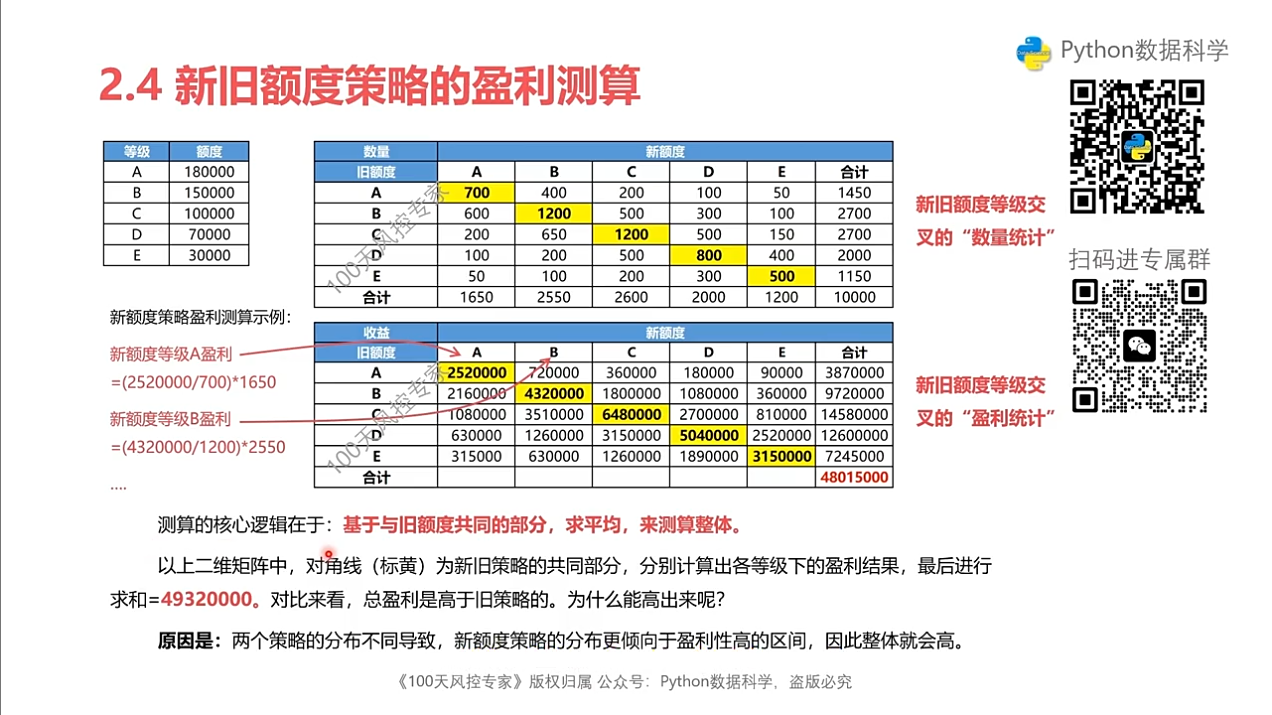 Python数据科学
2.4 新旧额度策略的盈利测算
等级 额度
A 180000
B 150000
C 100000
D 70000
E 30000
数量 新额度
旧额度 A B C D E 合计
A 700 400 200 100 50 1450
B 600 1200 500 300 100 2700
C 200 650 1200 500 150 2700
D 100 200 500 800 400 2000
E 50 100 200 300 500 1150
合计 1650 2550 2600 2000 1200 10000
100天风控专家
新旧额度等级交
叉的“数量统计”
扫码进专属群
新额度策略盈利测算示例：
新额度等级A盈利
=(2520000/700)*1650
新额度等级B盈利
=(4320000/1200)*2550
....
收益 新额度
旧额度 A B C D E 合计
A 2520000 720000 360000 180000 90000 3870000
B 2160000 4320000 1800000 1080000 360000 9720000
C 1080000 3510000 6480000 2700000 810000 14580000
D 630000 1260000 3150000 5040000 2520000 12600000
E 315000 630000 1260000 1890000 3150000 7245000
合计 48015000
100天风控专家
新旧额度等级交
叉的“盈利统计”
测算的核心逻辑在于：基于与旧额度共同的部分，求平均，来测算整体。
以上二维矩阵中，对角线（标黄）为新旧策略的共同部分，分别计算出各等级下的盈利结果，最后进行
求和=49320000。对比来看，总盈利是高于旧策略的。为什么能高出来呢？
原因是：两个策略的分布不同导致，新额度策略的分布更倾向于盈利性高的区间，因此整体就会高。
《100天风控专家》版权归属 公众号：Python数据科学，盗版必究